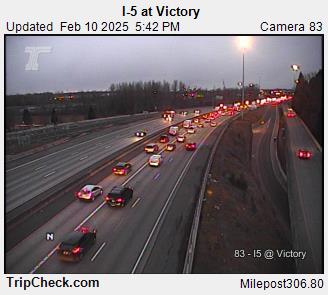 I-5 at Victory
Updated Feb 10 2025 5:42 PM Camera 83
N
83 - I5 @ Victory
TripCheck.com Milepost306.80